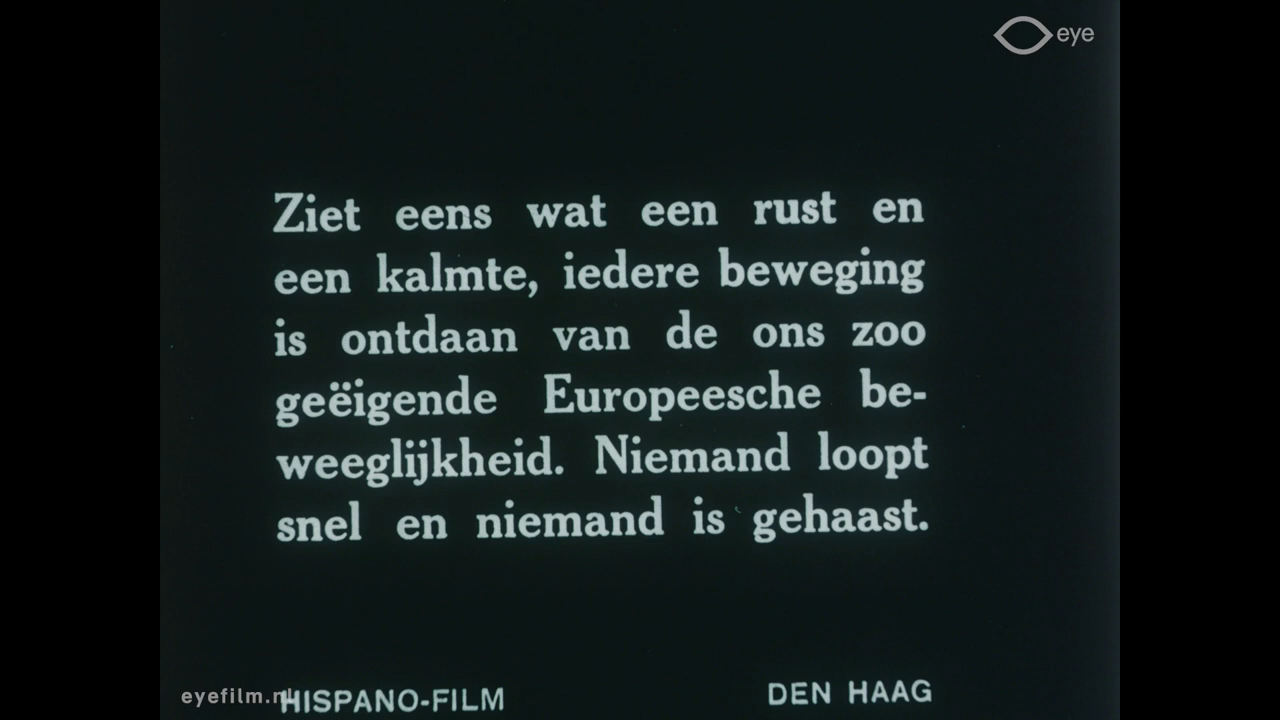 eye
Ziet eens wat een rust en
een kalmte, iedere beweging
is ontdaan van de ons zoo
geëigende Europeesche be-
weeglijkheid. Niemand loopt
snel en niemand is gehaast.
eyefilm.nl
HISPANO-FILM DEN HAAG